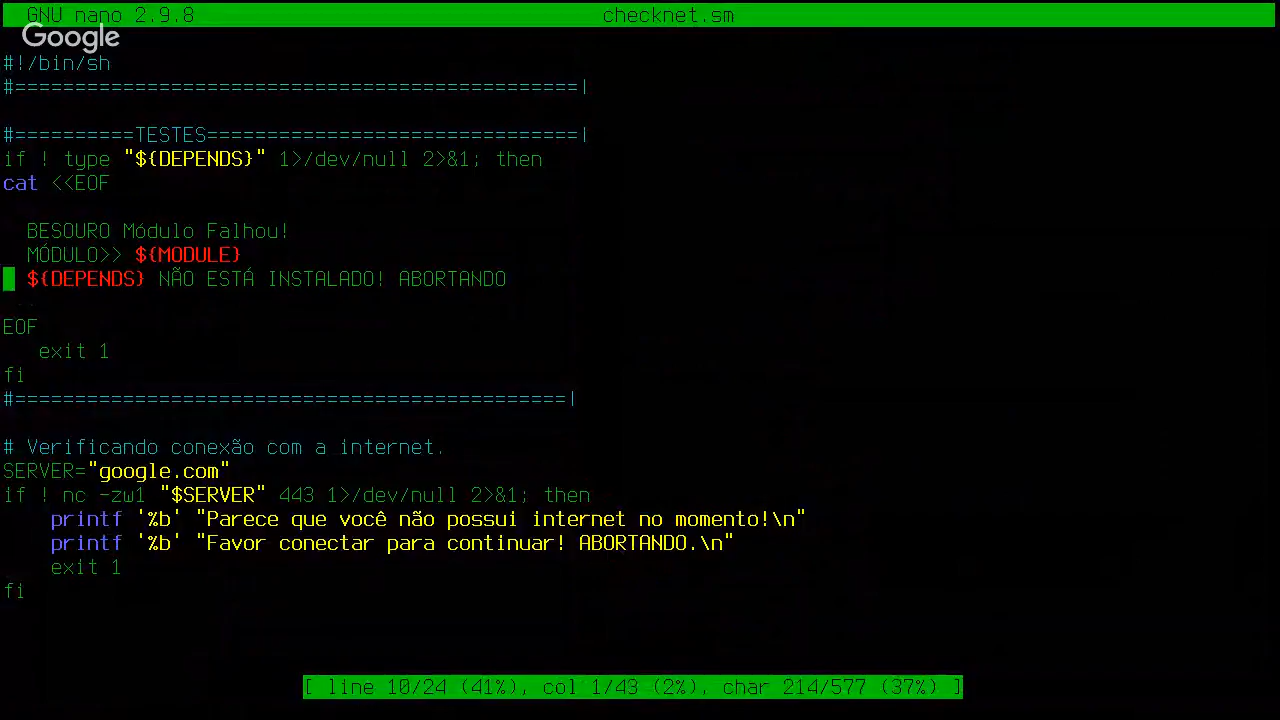 GNU nano 2.9.8 checknet.sm
Google
#!/bin/sh
#===============================================|
#==========TESTES===============================|
if ! type "${DEPENDS}" 1>/dev/null 2>&1; then
cat <<EOF
BESOURO Módulo Falhou!
MÓDULO>> ${MODULE}
${DEPENDS} NÃO ESTÁ INSTALADO! ABORTANDO
EOF
exit 1
fi
#==============================================|
# Verificando conexão com a internet.
SERVER="google.com"
if ! nc -zw1 "$SERVER" 443 1>/dev/null 2>&1; then
printf '%b' "Parece que você não possui internet no momento!\n"
printf '%b' "Favor conectar para continuar! ABORTANDO.\n"
exit 1
fi
[ line 10/24 (41%), col 1/43 (2%), char 214/577 (37%) ]